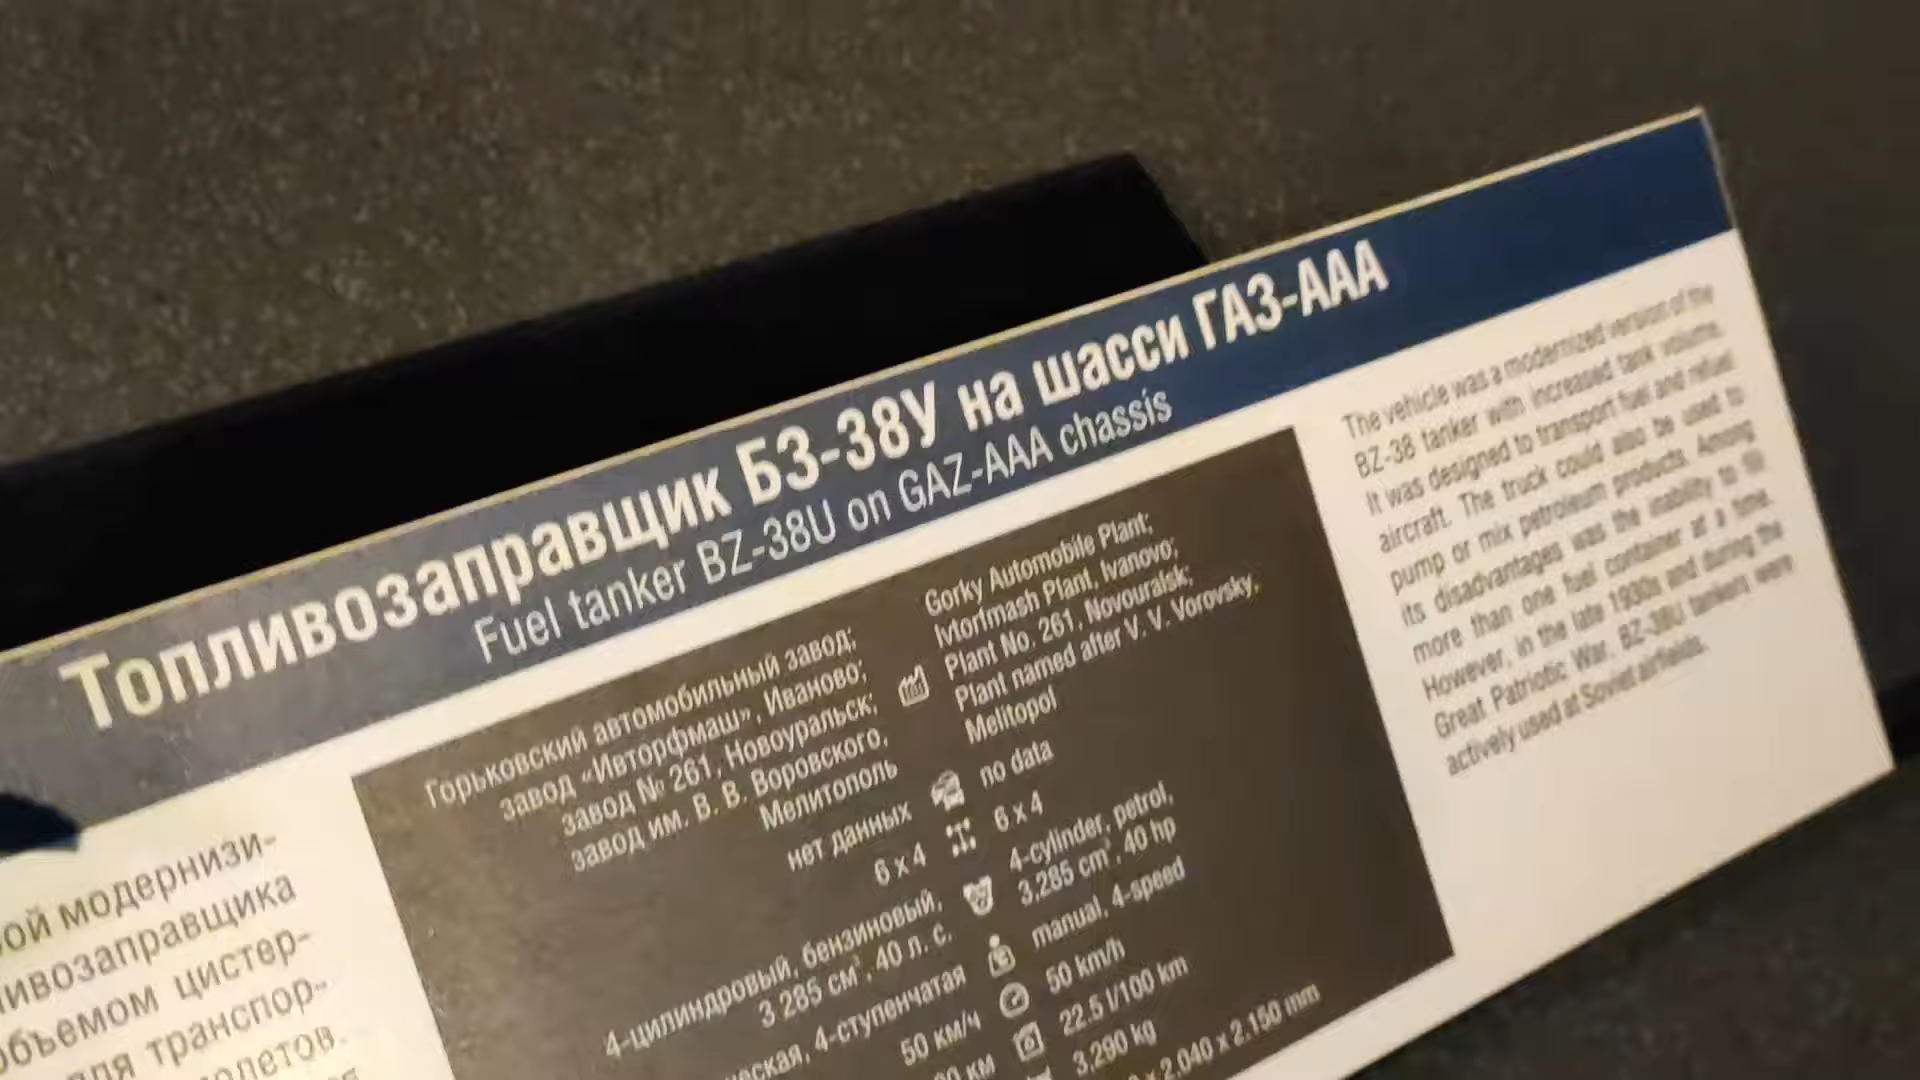 Топливозаправщик БЗ-38У на шасси ГАЗ-ААА
Fuel tanker BZ-38U on GAZ-AAA chassis
модернизи-
ливозаправщика
объемом цистер-
для транспор-
Горьковский автомобильный завод;
завод «Ивторфмаш», Иваново;
завод № 261, Новоуральск;
завод им. В. В. Воровского,
Мелитополь
нет данных
6 x 4
4-цилиндровый, бензиновый,
3 285 см³, 40 л. с.
4-ступенчатая
50 км/ч
км
Gorky Automobile Plant;
Ivtorfmash Plant, Ivanovo;
Plant No. 261, Novouralsk;
Plant named after V. V. Vorovsky,
Melitopol
no data
6 x 4
4-cylinder, petrol,
3,285 cm³, 40 hp
manual, 4-speed
50 km/h
22.5 l/100 km
3,290 kg
x 2,040 x 2,150 mm
The vehicle was a modernized version of the
BZ-38 tanker with increased tank volume.
It was designed to transport fuel and refuel
aircraft. The truck could also be used to
pump or mix petroleum products. Among
its disadvantages was the inability to fill
more than one fuel container at a time.
However, in the late 1930s and during the
Great Patriotic War, BZ-38U tankers were
actively used at Soviet airfields.